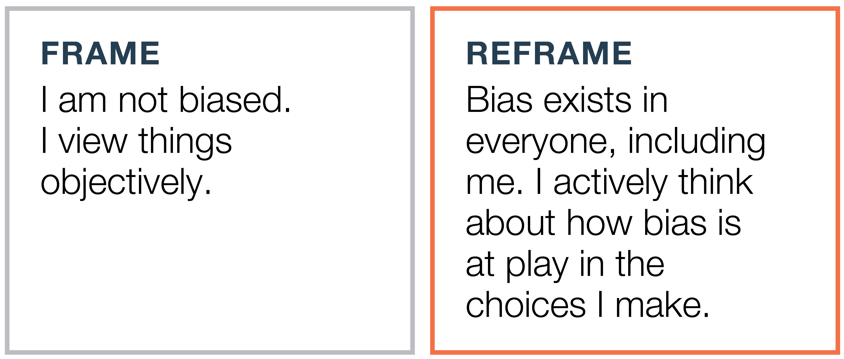 FRAME
I am not biased.
I view things
objectively.
REFRAME
Bias exists in
everyone, including
me. I actively think
about how bias is
at play in the
choices I make.